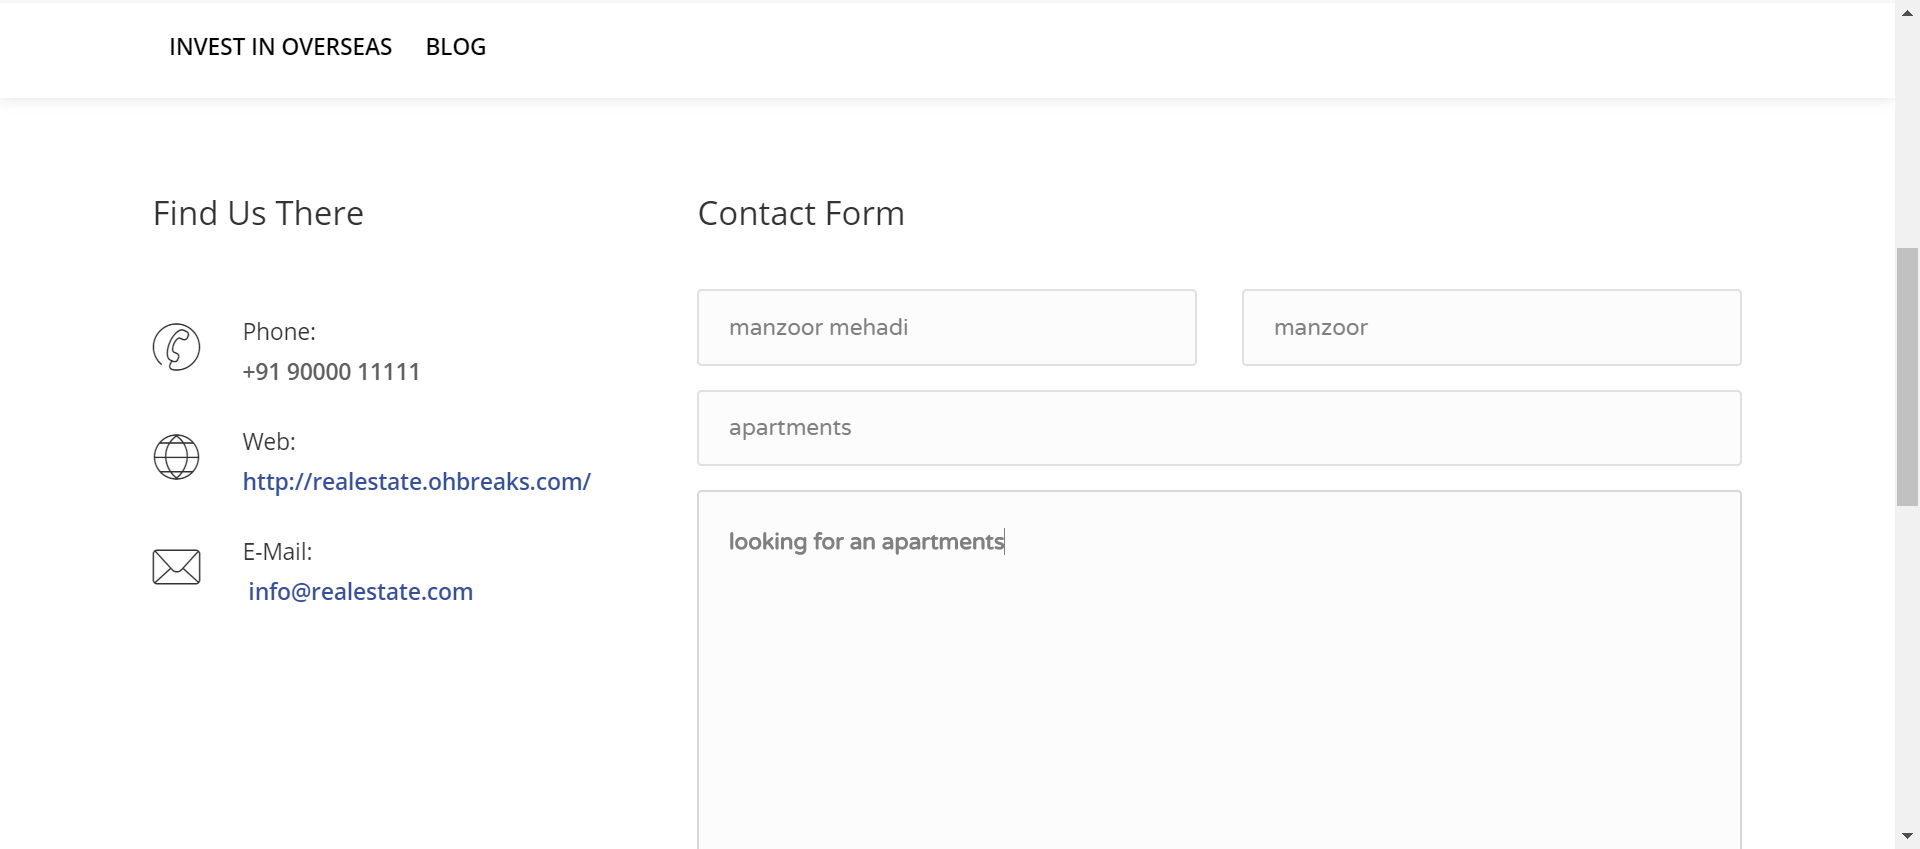 INVEST IN OVERSEAS BLOG
Find Us There
Phone:
+91 90000 11111
Web:
http://realestate.ohbreaks.com/
E-Mail:
info@realestate.com
Contact Form
manzoor mehadi
manzoor
apartments
looking for an apartments